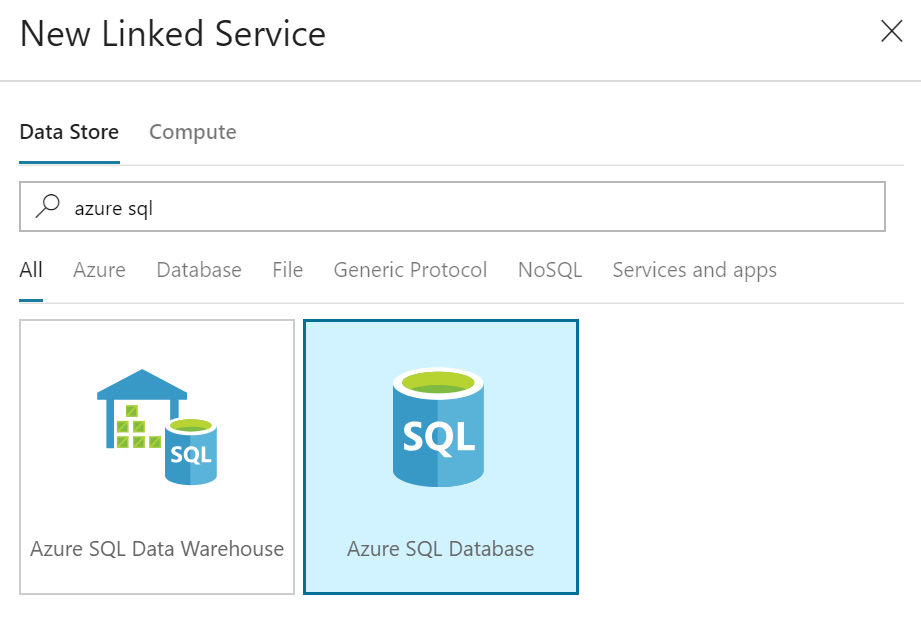 New Linked Service
Data Store Compute
azure sql
All Azure Database File Generic Protocol NoSQL Services and apps
SQL SQL
Azure SQL Data Warehouse Azure SQL Database